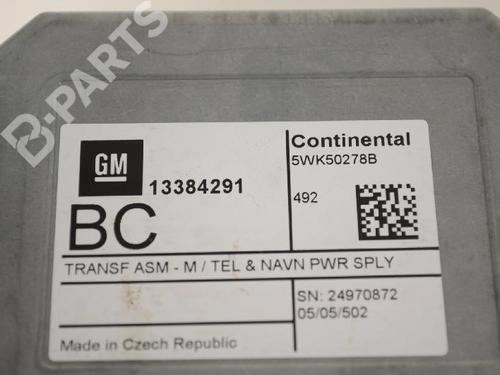 B-PARTS
GM
13384291
BC
Continental
5WK50278B
492
TRANSF ASM - M / TEL & NAVN PWR SPLY
SN: 24970872
05/05/502
Made in Czech Republic